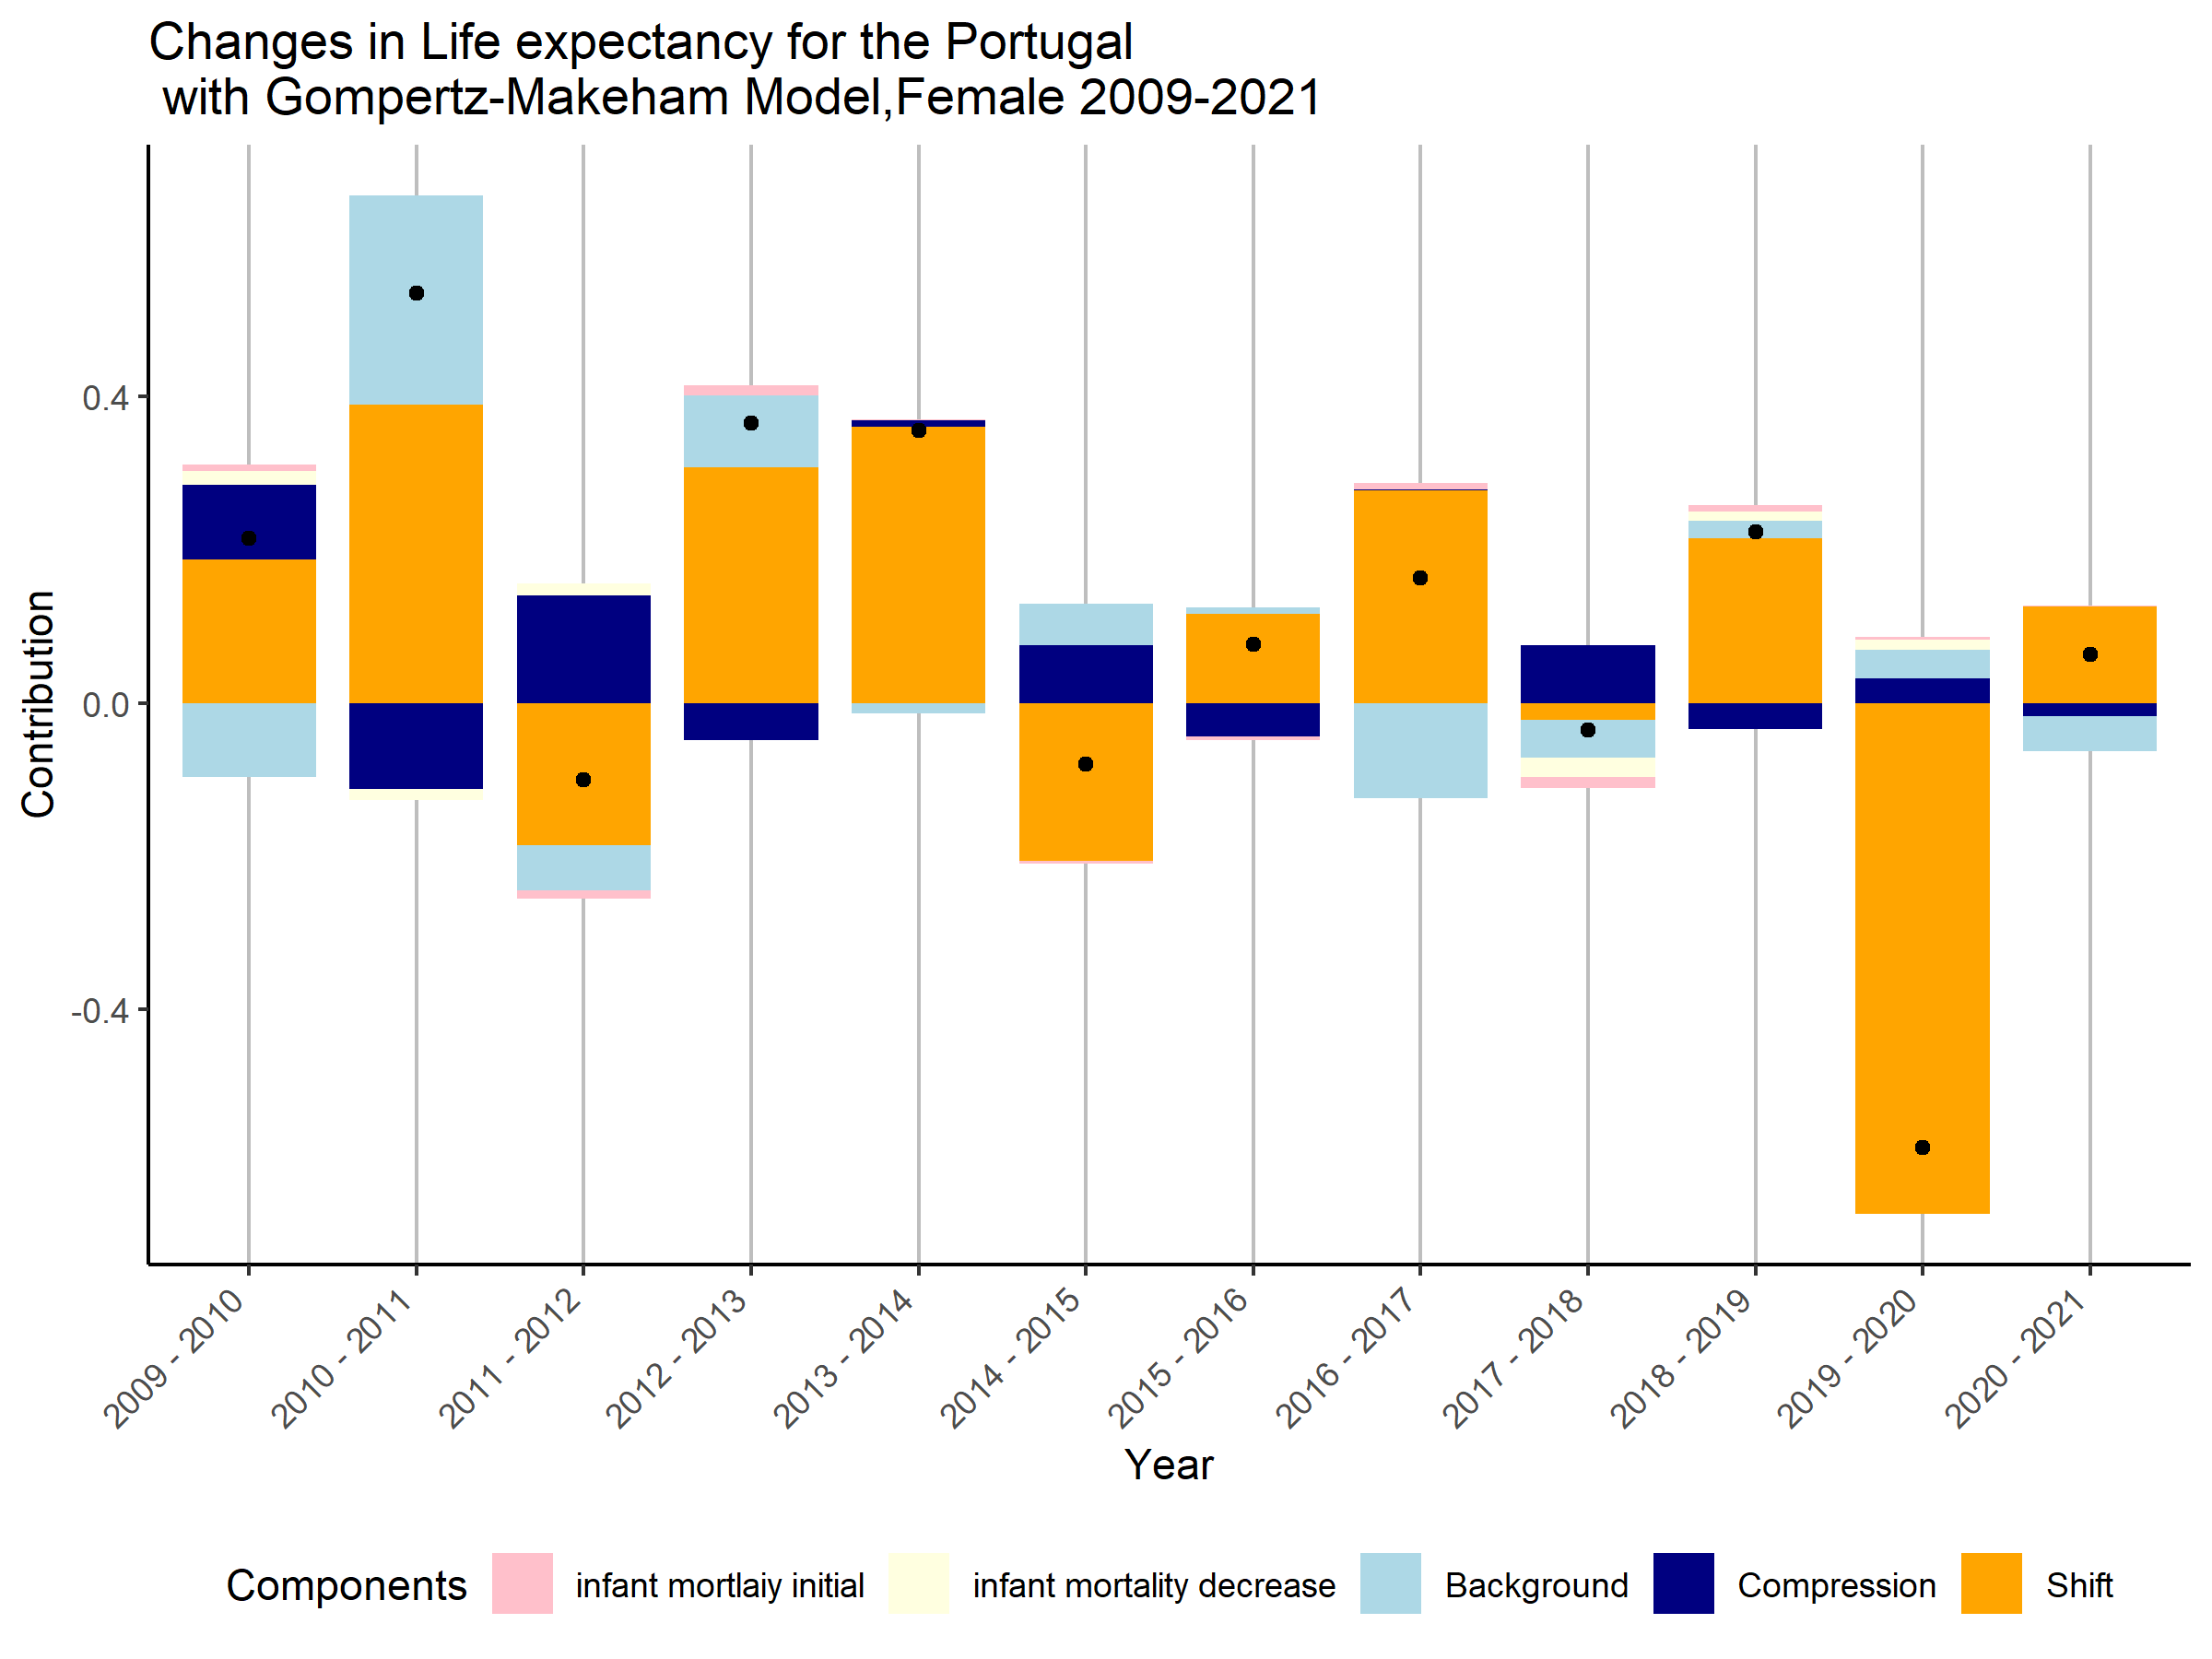 Changes in Life expectancy for the Portugal
with Gompertz-Makeham Model,Female 2009-2021
Contribution
0.4
0.0
-0.4
2009 - 2010
2010 - 2011
2011 - 2012
2012 - 2013
2013 - 2014
2014 - 2015
2015 - 2016
2016 - 2017
2017 - 2018
2018 - 2019
2019 - 2020
2020 - 2021
Year
Components infant mortlaiy initial infant mortality decrease Background Compression Shift